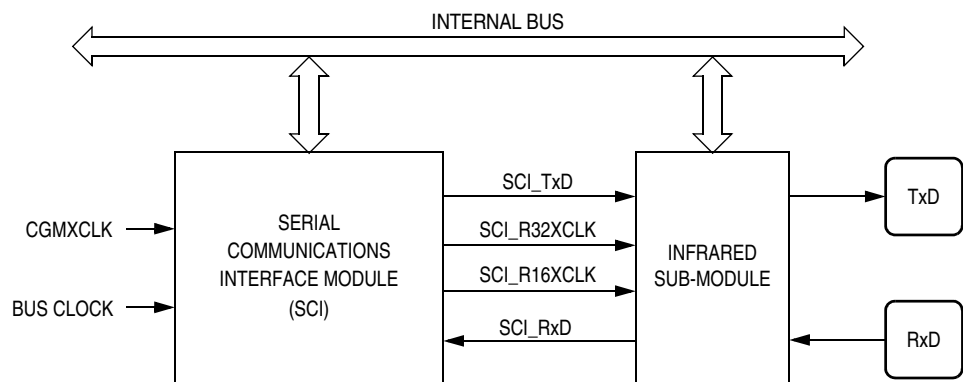 INTERNAL BUS
SCI_TxD
TxD
CGMXCLK
SERIAL
COMMUNICATIONS
INTERFACE MODULE
(SCI)
SCI_R32XCLK
INFRARED
SUB-MODULE
SCI_R16XCLK
BUS CLOCK
SCI_RxD
RxD